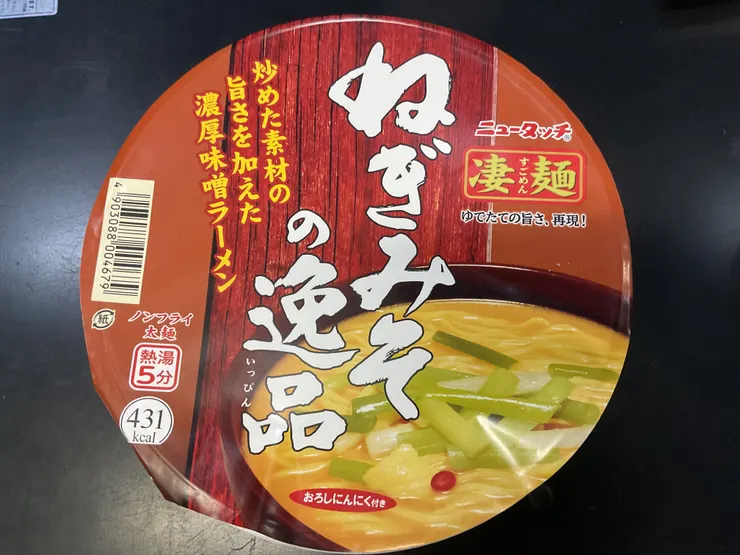 ねぎみそ
の逸品
いっぴん
炒めた素材の
旨さを加えた
濃厚味噌ラーメン
ニュータッチ®
凄麺
すごめん
ゆでたての旨さ、再現!
4903088004679
紙
ノンフライ
太麺
熱湯
5分
431
kcal
おろしにんにく付き